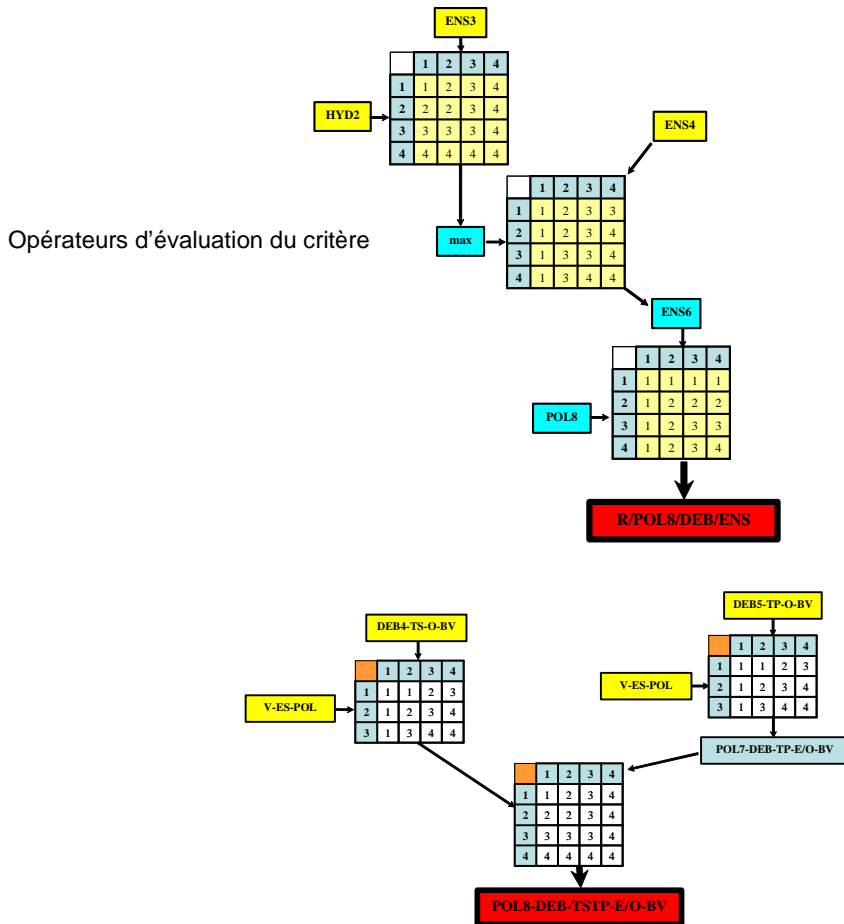 ENS3
1 2 3 4
1 1 2 3 4
2 2 2 3 4
3 3 3 3 4
4 4 4 4 4
HYD2
ENS4
1 2 3 4
1 1 2 3 3
2 1 2 3 4
3 1 3 3 4
4 1 3 4 4
Opérateurs d'évaluation du critère
max
ENS6
1 2 3 4
1 1 1 1 1
2 1 2 2 2
3 1 2 3 3
4 1 2 3 4
POL8
R/POL8/DEB/ENS
DEB4-TS-O-BV
1 2 3 4
1 1 1 2 3
2 1 2 3 4
3 1 3 4 4
V-ES-POL
DEB5-TP-O-BV
1 2 3 4
1 1 1 2 3
2 1 2 3 4
3 1 3 4 4
V-ES-POL
POL7-DEB-TP-E/O-BV
1 2 3 4
1 1 2 3 4
2 2 2 3 4
3 3 3 3 4
4 4 4 4 4
POL8-DEB-TSTP-E/O-BV